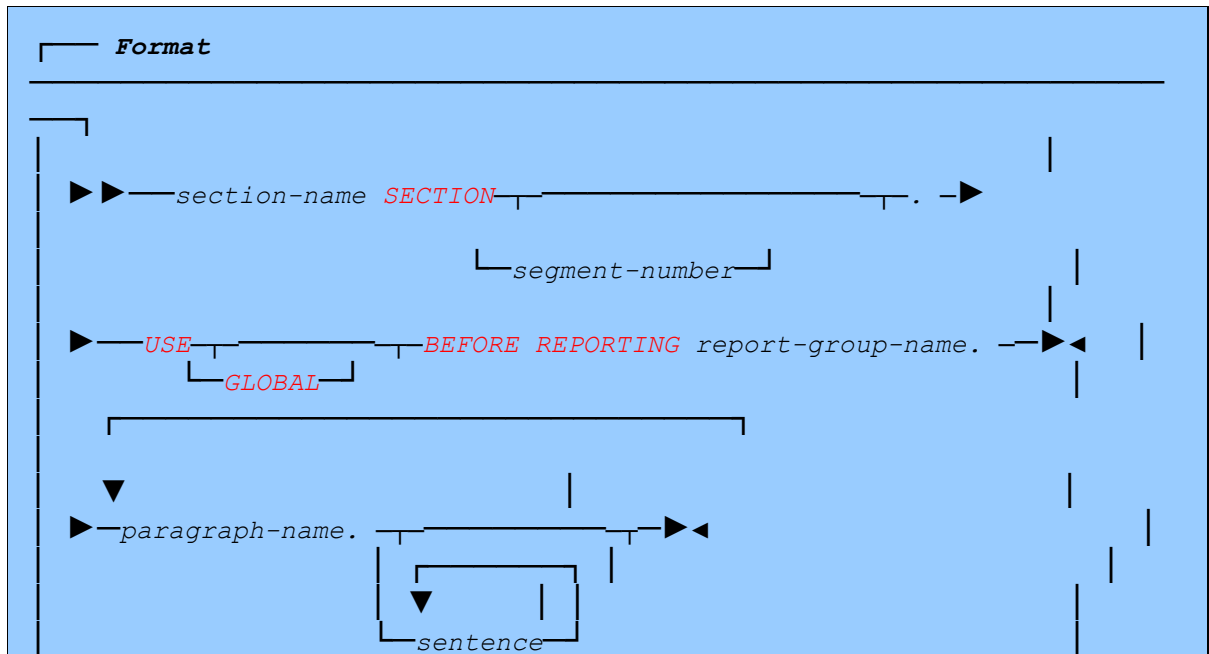 Format
section-name SECTION .
segment-number
USE BEFORE REPORTING report-group-name.
GLOBAL
paragraph-name.
sentence